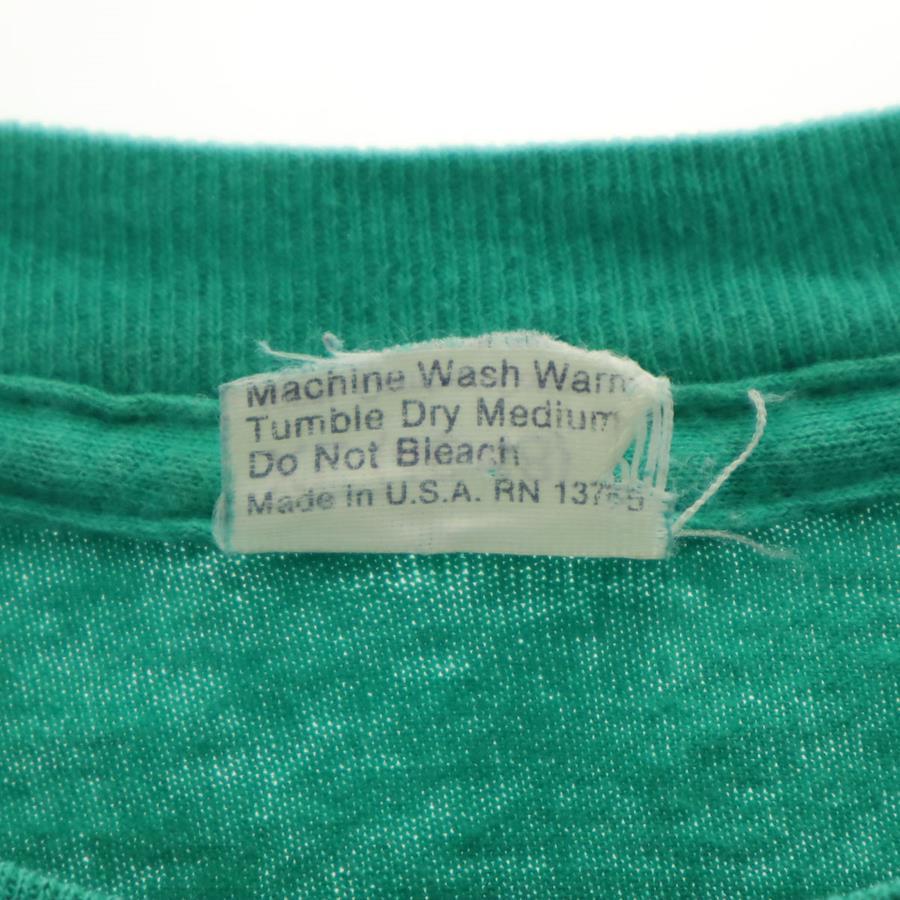 Machine Wash Warm
Tumble Dry Medium
Do Not Bleach
Made in U.S.A. RN 13765